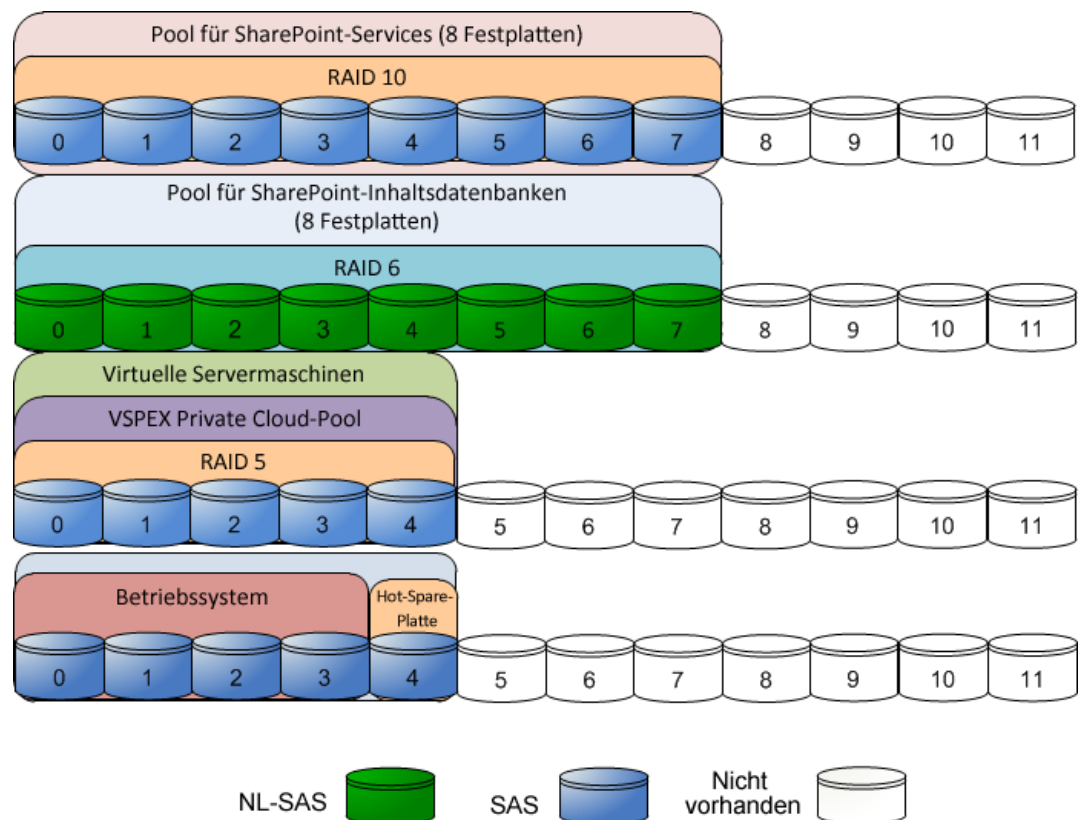 Pool für SharePoint-Services (8 Festplatten)
RAID 10
0 1 2 3 4 5 6 7 8 9 10 11
Pool für SharePoint-Inhaltsdatenbanken
(8 Festplatten)
RAID 6
0 1 2 3 4 5 6 7 8 9 10 11
Virtuelle Servermaschinen
VSPEX Private Cloud-Pool
RAID 5
0 1 2 3 4 5 6 7 8 9 10 11
Betriebssystem
Hot-Spare-
Platte
0 1 2 3 4 5 6 7 8 9 10 11
NL-SAS
SAS
Nicht
vorhanden